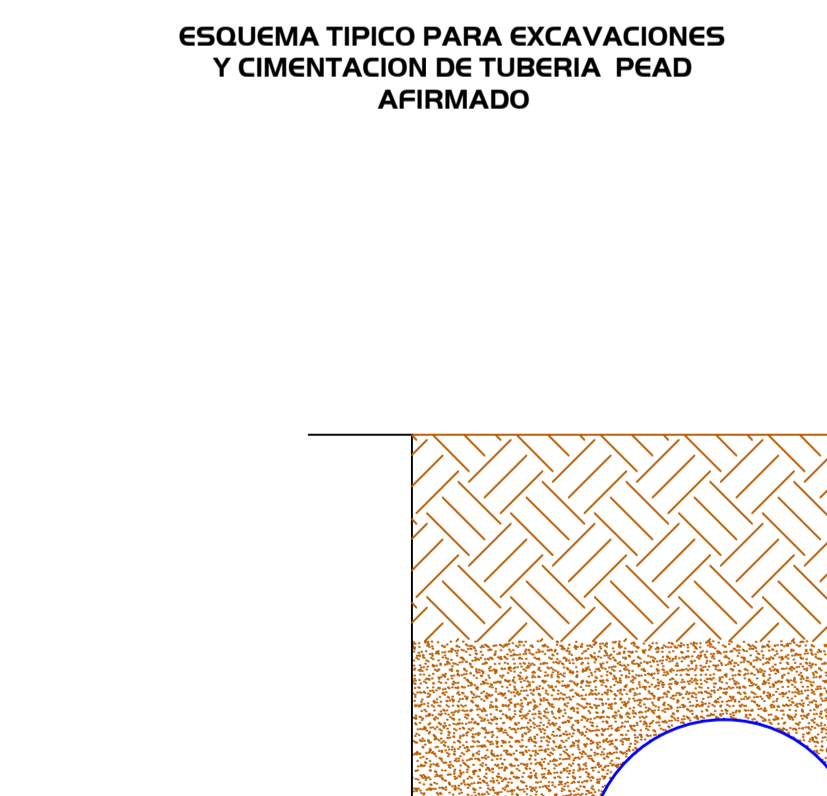 ESQUEMA TIPICO PARA EXCAVACIONES
Y CIMENTACION DE TUBERIA PEAD
AFIRMADO